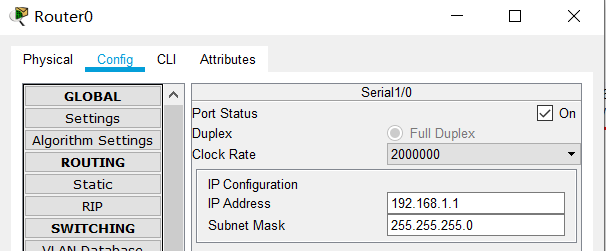 Router0
Physical Config CLI Attributes
GLOBAL
Settings
Algorithm Settings
ROUTING
Static
RIP
SWITCHING
VLAN Database
Serial1/0
Port Status On
Duplex Full Duplex
Clock Rate 2000000
IP Configuration
IP Address 192.168.1.1
Subnet Mask 255.255.255.0